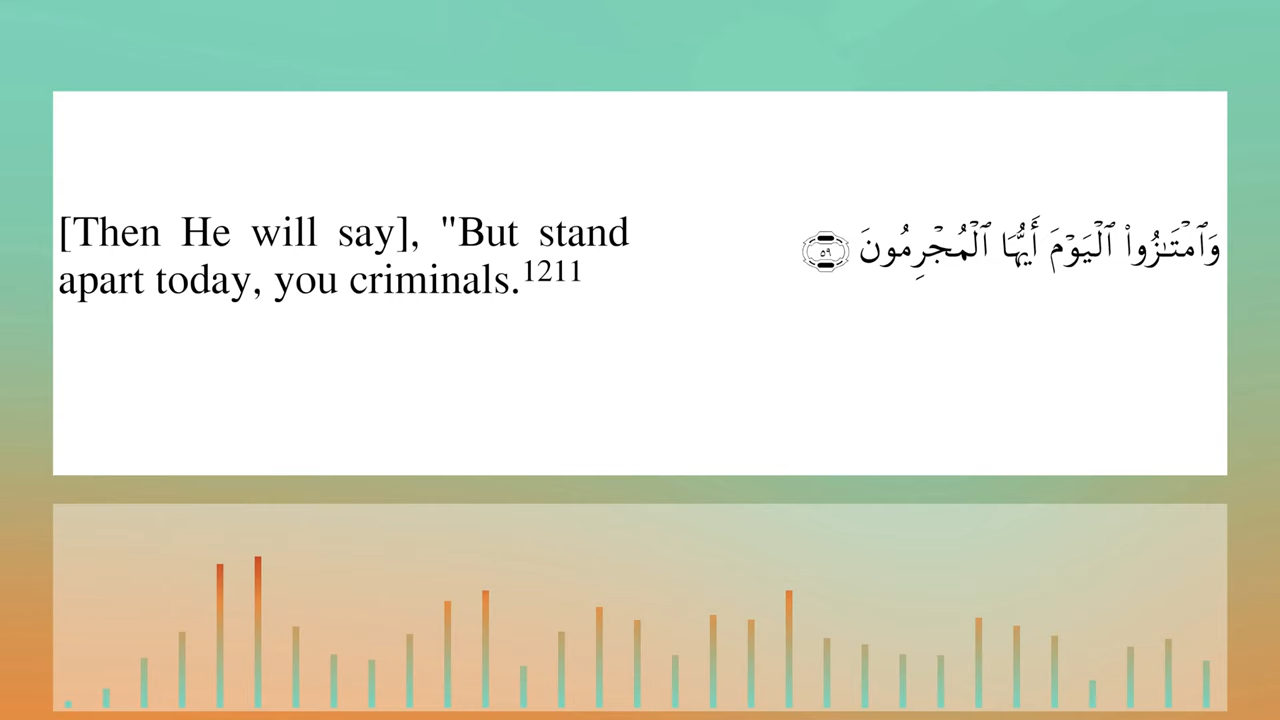 [Then He will say], "But stand
apart today, you criminals.1211
وَٱمْتَـٰزُوا۟ ٱلْيَوْمَ أَيُّهَا ٱلْمُجْرِمُونَ ٥٩